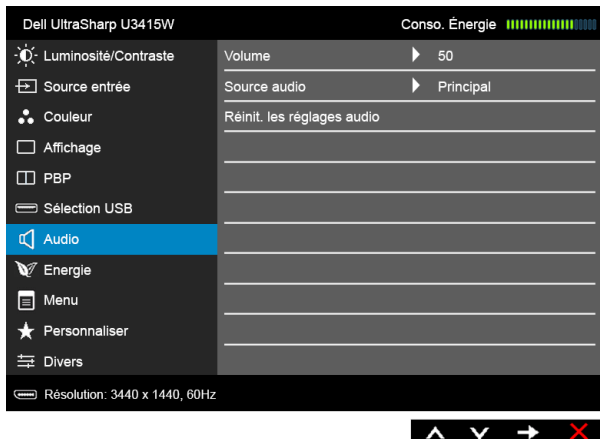 Dell UltraSharp U3415W Conso. Énergie
Luminosité/Contraste Volume 50
Source entrée Source audio Principal
Couleur Réinit. les réglages audio
Affichage
PBP
Sélection USB
Audio
Energie
Menu
Personnaliser
Divers
Résolution: 3440 x 1440, 60Hz